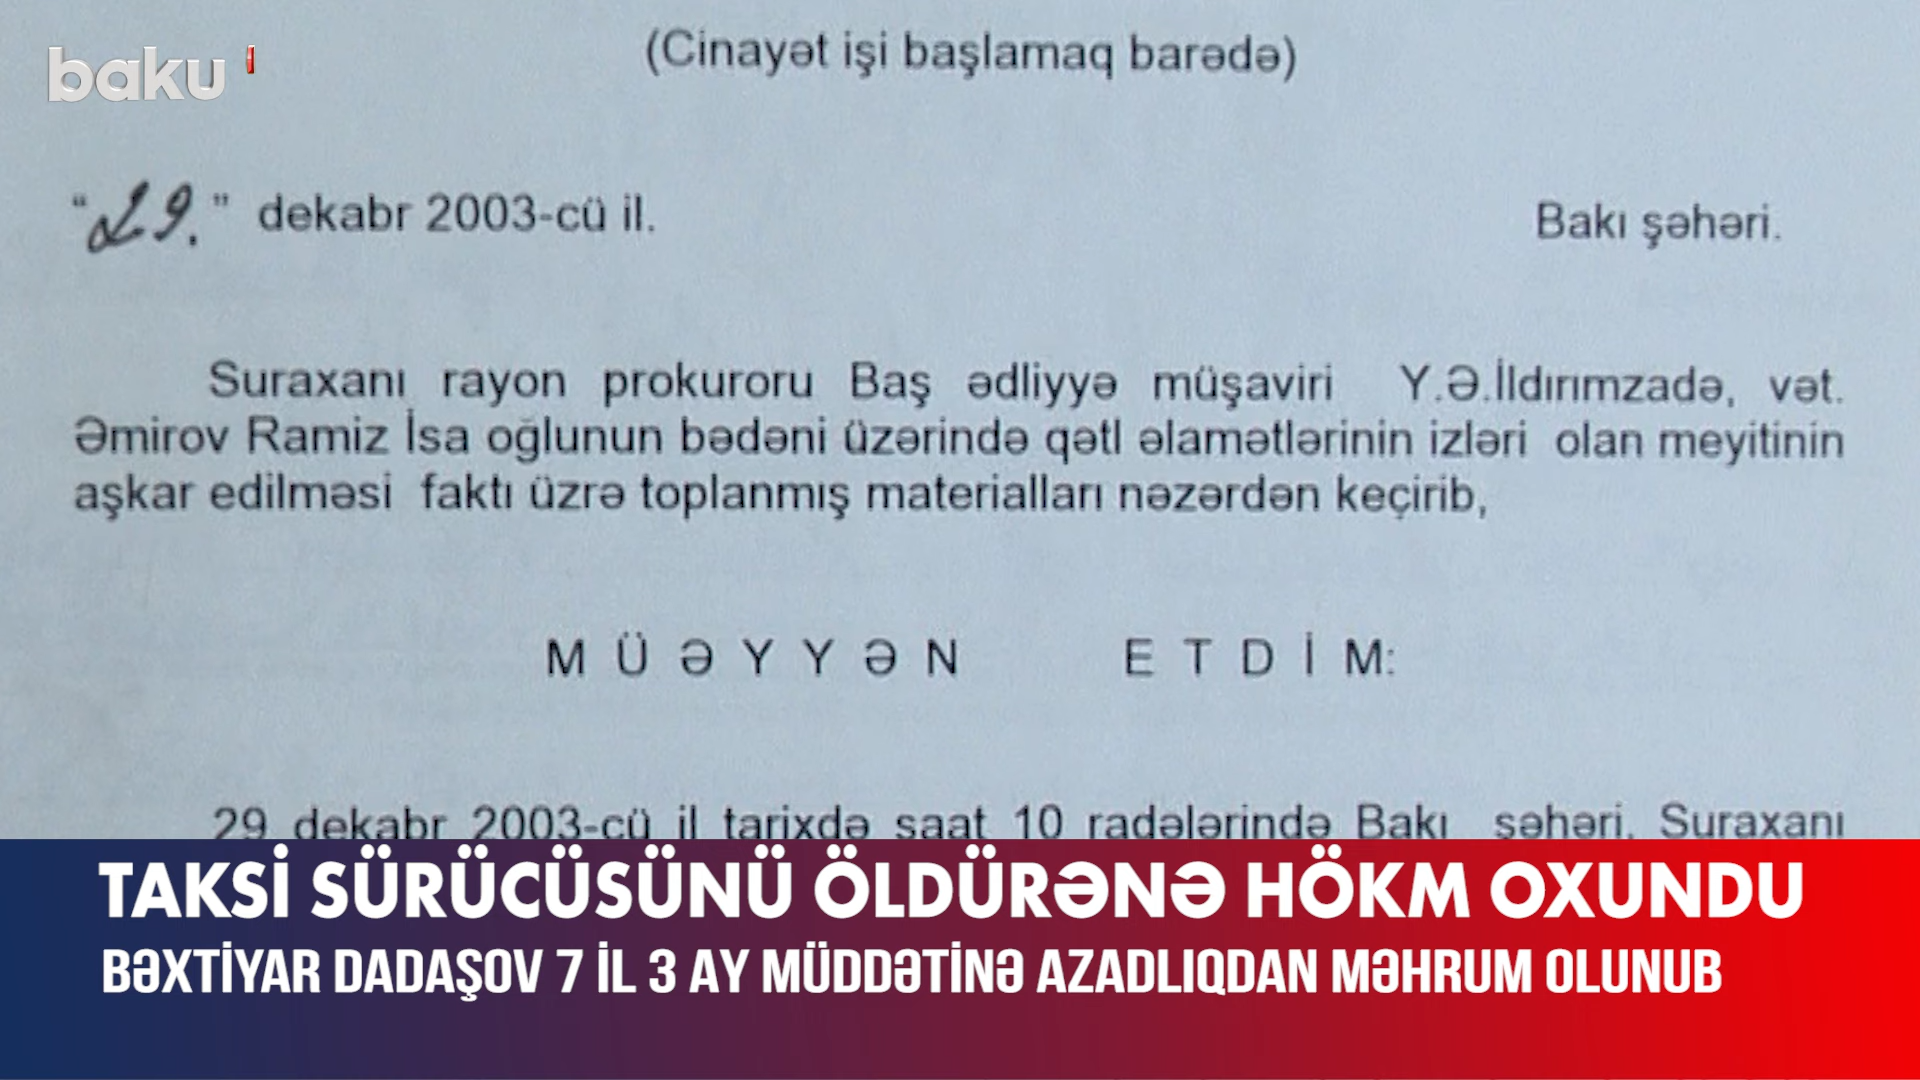 baku
(Cinayət işi başlamaq barədə)
"29." dekabr 2003-cü il. Bakı şəhəri.
Suraxanı rayon prokuroru Baş ədliyyə müşaviri Y.Ə.İldırımzadə, vət.
Əmirov Ramiz İsa oğlunun bədəni üzərində qətl əlamətlərinin izləri olan meyitinin
aşkar edilməsi faktı üzrə toplanmış materialları nəzərdən keçirib,
MÜƏYYƏN ETDİM:
29 dekabr 2003-cü il tarixdə saat 10 radələrində Bakı şəhəri, Suraxanı
TAKSİ SÜRÜCÜSÜNÜ ÖLDÜRƏNƏ HÖKM OXUNDU
BƏXTİYAR DADAŞOV 7 İL 3 AY MÜDDƏTİNƏ AZADLIQDAN MƏHRUM OLUNUB